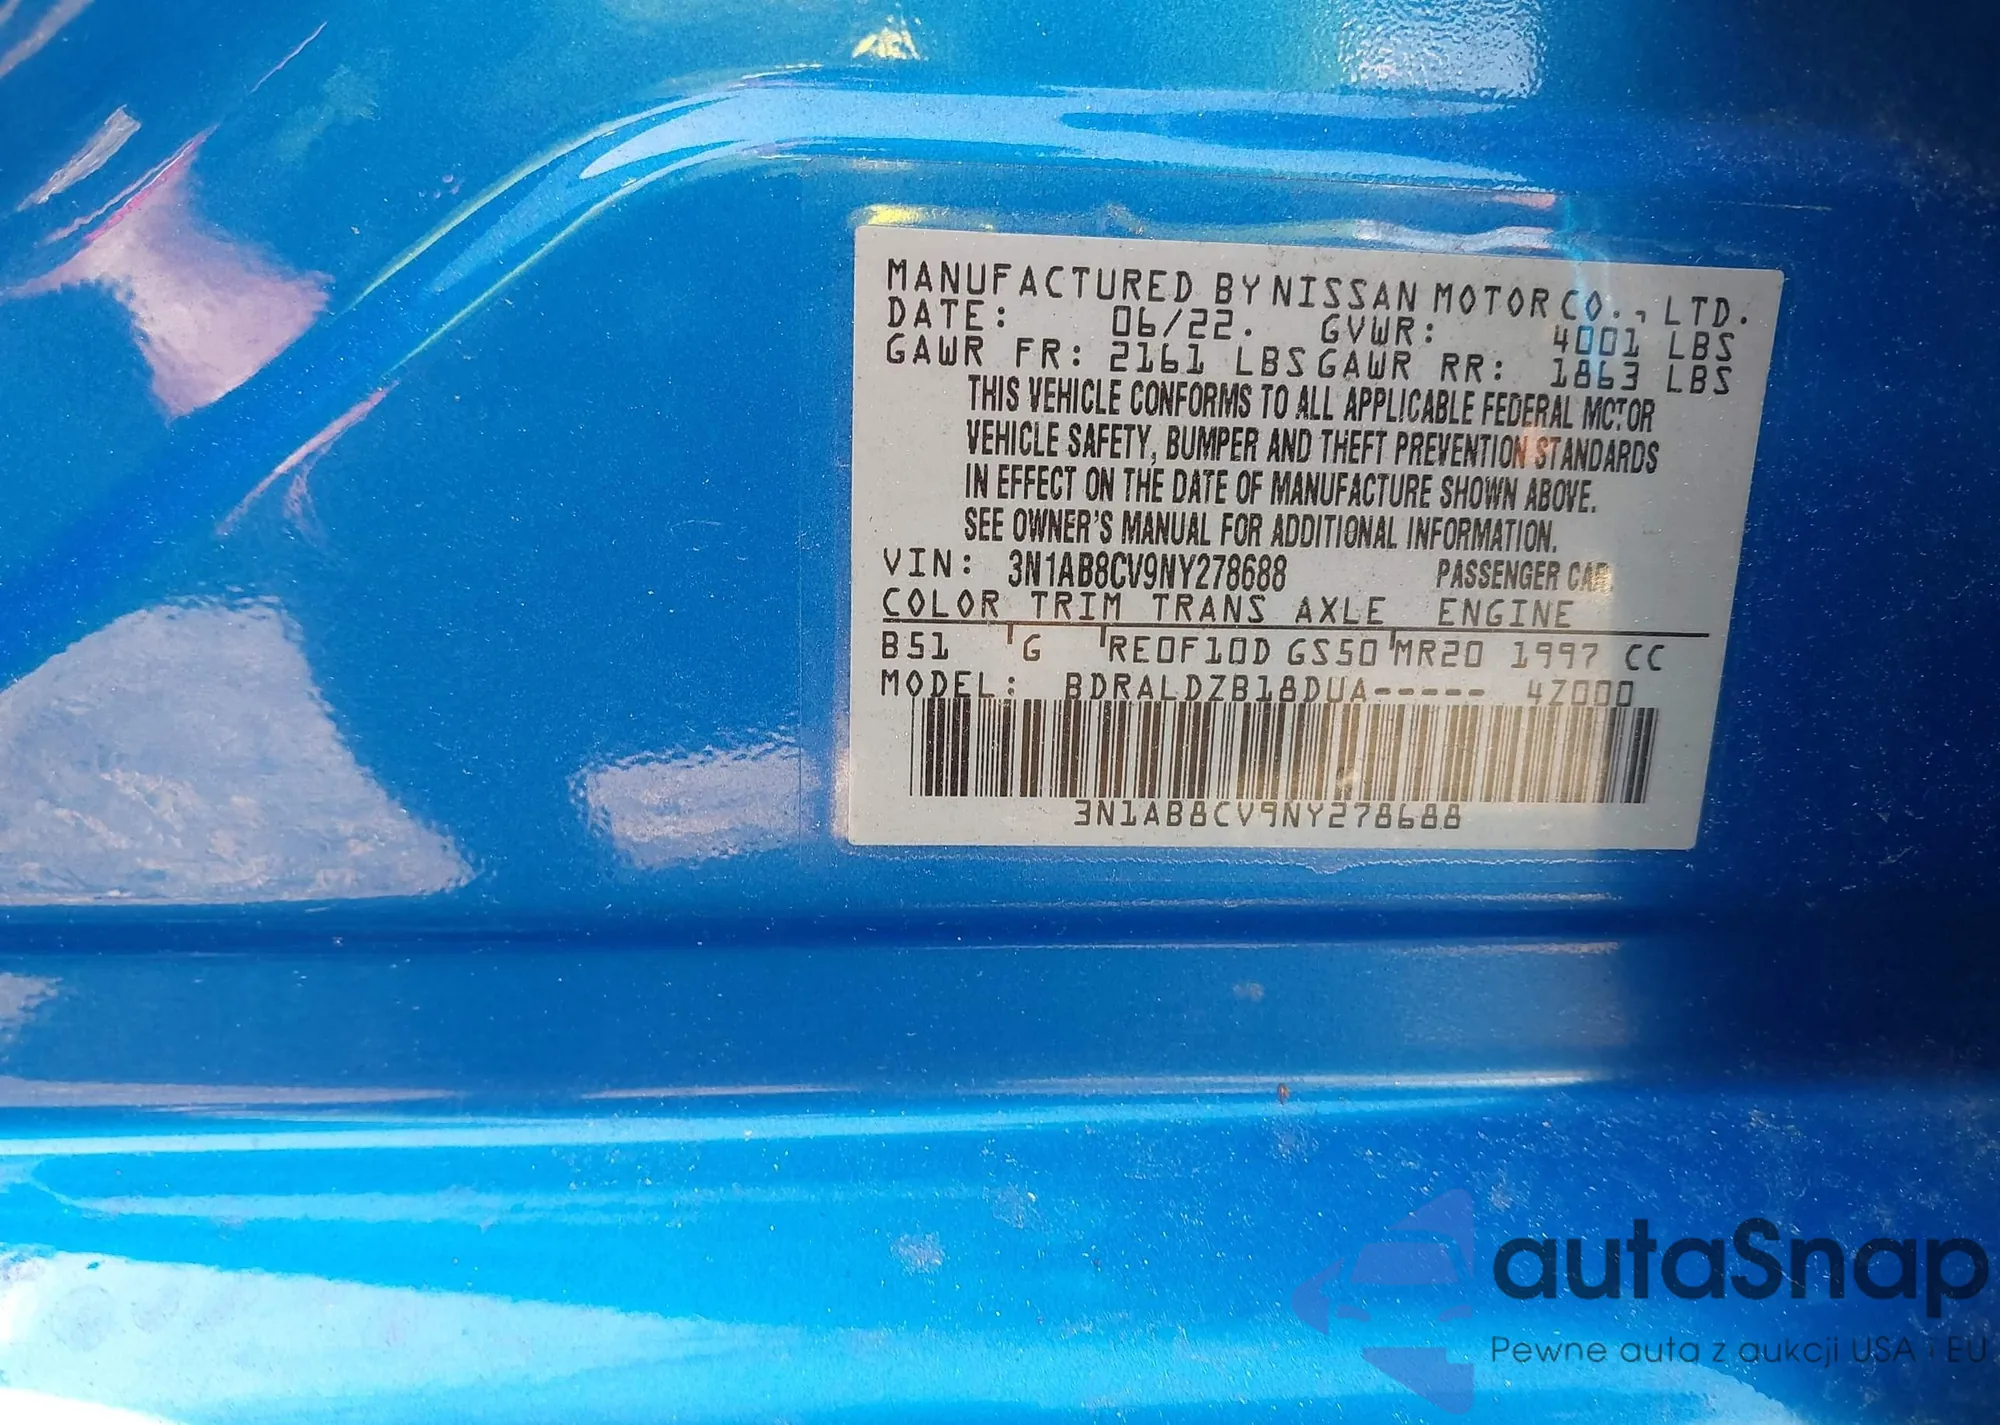 MANUFACTURED BY NISSAN MOTOR CO., LTD.
DATE: 06/22. GVWR: 4001 LBS
GAWR FR: 2161 LBS GAWR RR: 1863 LBS
THIS VEHICLE CONFORMS TO ALL APPLICABLE FEDERAL MOTOR
VEHICLE SAFETY, BUMPER AND THEFT PREVENTION STANDARDS
IN EFFECT ON THE DATE OF MANUFACTURE SHOWN ABOVE.
SEE OWNER'S MANUAL FOR ADDITIONAL INFORMATION.
VIN: 3N1AB8CV9NY278688 PASSENGER CAR
COLOR TRIM TRANS AXLE ENGINE
B51 G RE0F10D GS50 MR20 1997 CC
MODEL: BDRALDZB18DUA----- 4Z000
3N1AB8CV9NY278688
autaSnap
Pewne auta z aukcji USA i EU